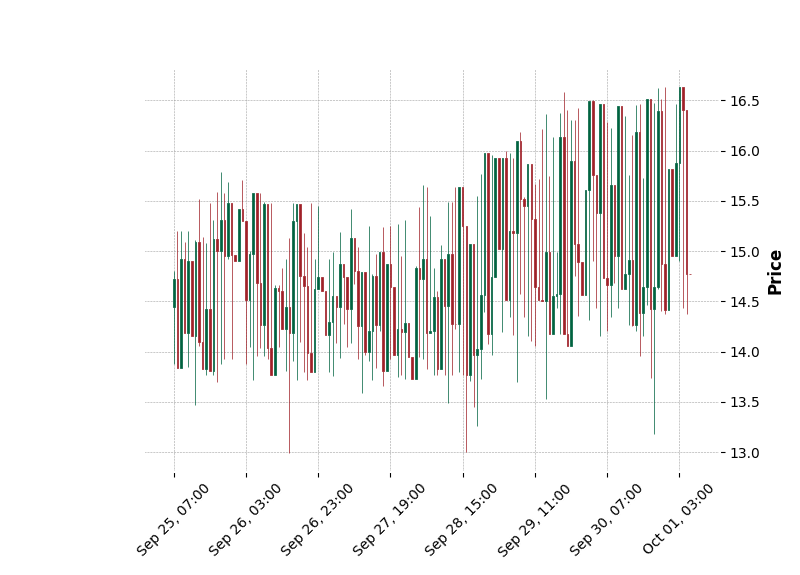 16.5
16.0
15.5
15.0
14.5
14.0
13.5
13.0
Price
Sep 25, 07:00
Sep 26, 03:00
Sep 26, 23:00
Sep 27, 19:00
Sep 28, 15:00
Sep 29, 11:00
Sep 30, 07:00
Oct 01, 03:00